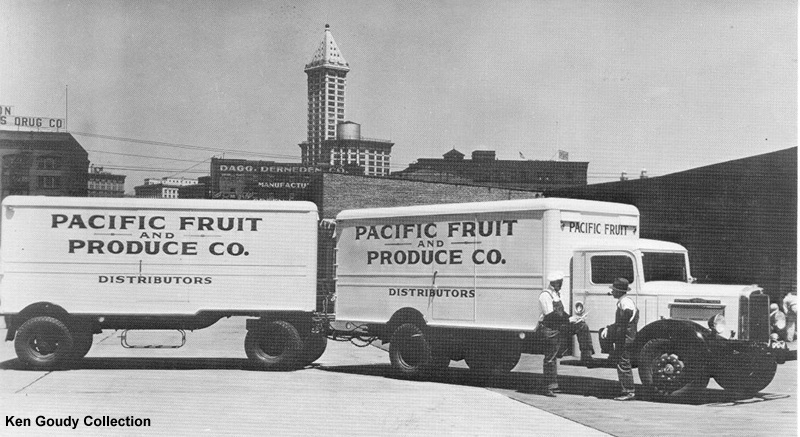 S DRUG CO
DAGG. DERNEDEN CO.
MANUFACTU
PACIFIC FRUIT
AND
PRODUCE CO.
DISTRIBUTORS
PACIFIC FRUIT
AND
PRODUCE CO.
DISTRIBUTORS
PACIFIC FRUIT
Ken Goudy Collection